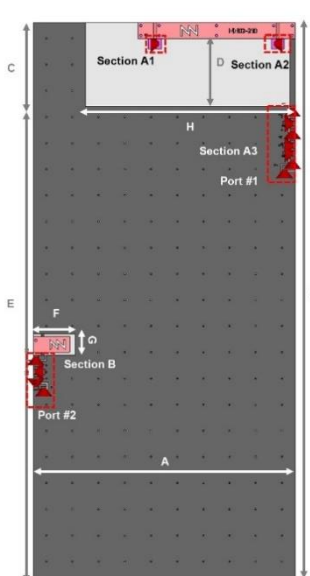 C
Section A1
D
Section A2
H
Section A3
Port #1
E
F
G
Section B
Port #2
A